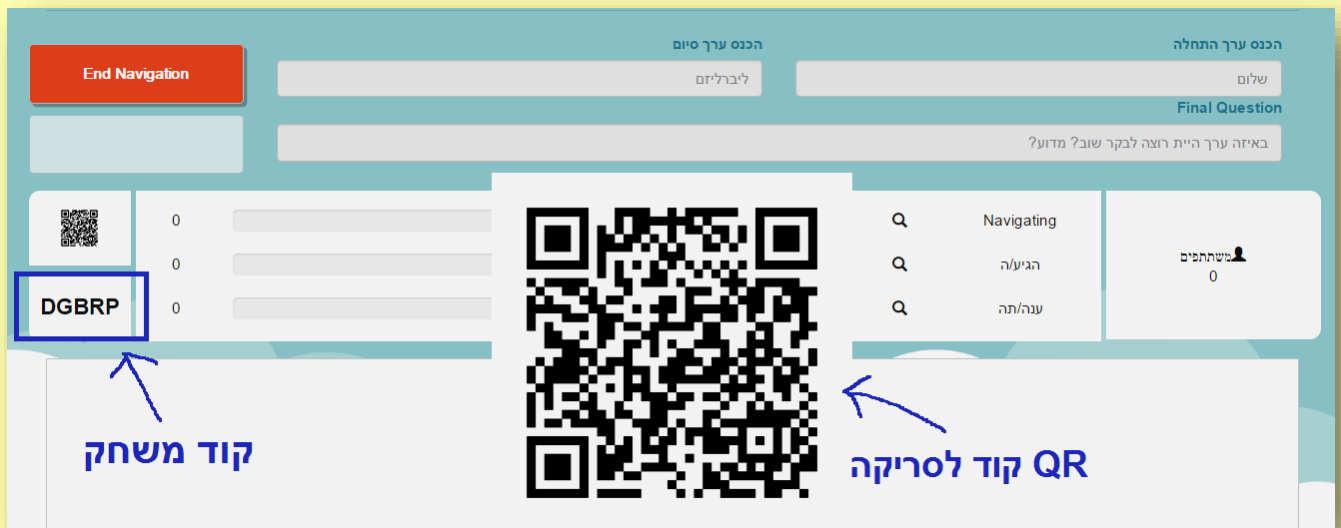 הכנס ערך התחלה
הכנס ערך סיום
End Navigation
שלום
ליברליזם
Final Question
באיזה ערך היית רוצה לבקר שוב? מדוע?
משתתפים
0
Navigating
0
הגיע/ה
0
ענה/תה
0
DGBRP
קוד משחק
קוד לסריקה QR